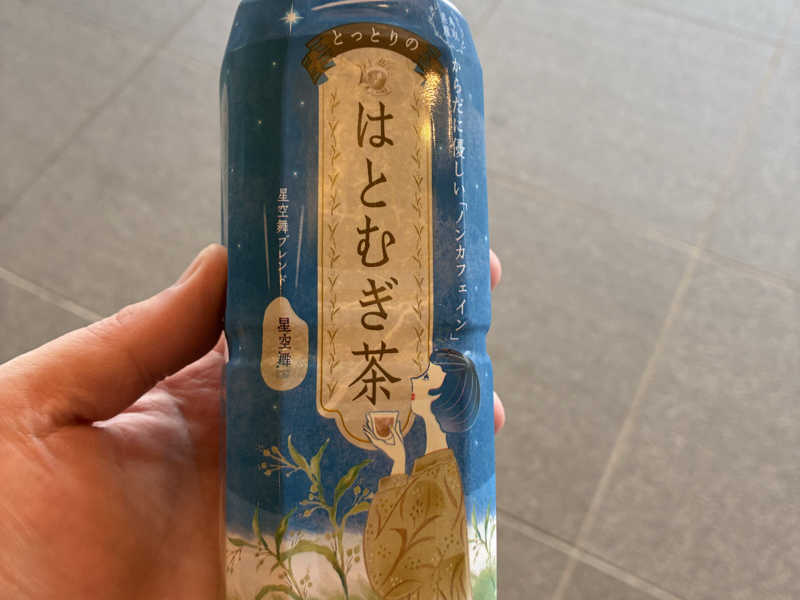 とっとりの
はとむぎ茶
からだに優しい「ノンカフェイン」
星空舞ブレンド
星空舞